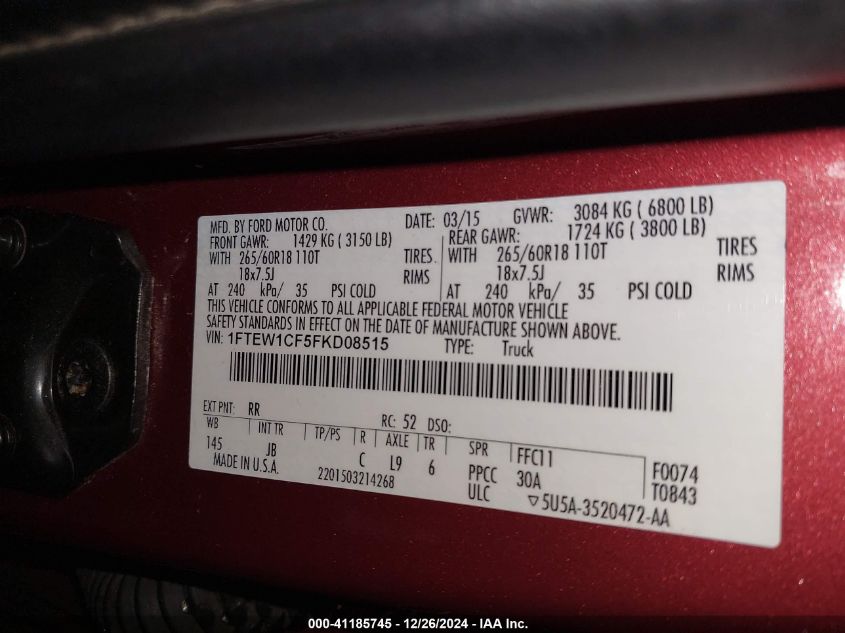 MFD. BY FORD MOTOR CO. DATE: 03/15 GVWR: 3084 KG ( 6800 LB)
FRONT GAWR: 1429 KG ( 3150 LB) REAR GAWR: 1724 KG ( 3800 LB)
WITH 265/60R18 110T TIRES WITH 265/60R18 110T TIRES
18x7.5J RIMS 18x7.5J RIMS
AT 240 kPa/ 35 PSI COLD AT 240 kPa/ 35 PSI COLD
THIS VEHICLE CONFORMS TO ALL APPLICABLE FEDERAL MOTOR VEHICLE
SAFETY STANDARDS IN EFFECT ON THE DATE OF MANUFACTURE SHOWN ABOVE.
VIN: 1FTEW1CF5FKD08515 TYPE: Truck
EXT PNT: RR RC: 52 DSO:
WB INT TR TP/PS R AXLE TR SPR FFC11 F0074
145 JB C L9 6 PPCC 30A T0843
MADE IN U.S.A. 2201503214268 ULC ▽5U5A-3520472-AA
000-41185745 - 12/26/2024 - IAA Inc.